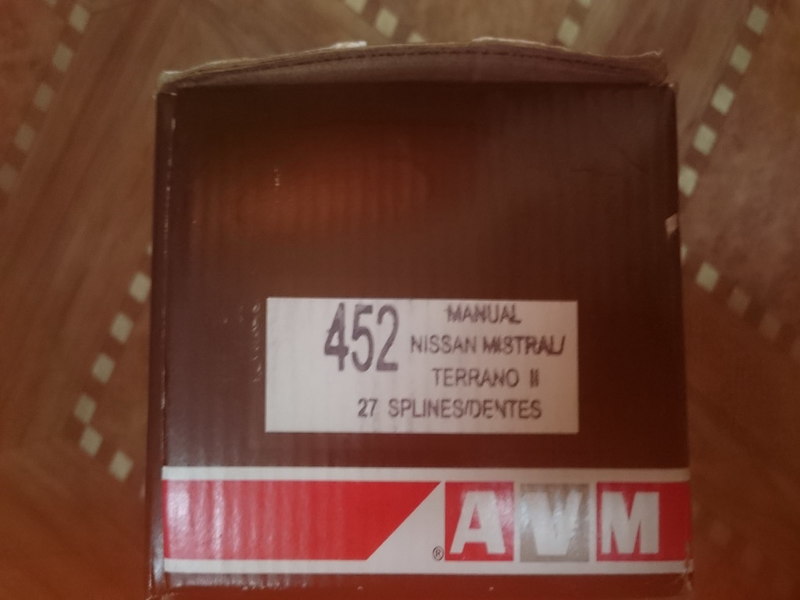 452
MANUAL
NISSAN MISTRAL/
TERRANO II
27 SPLINES/DENTES
® AVM